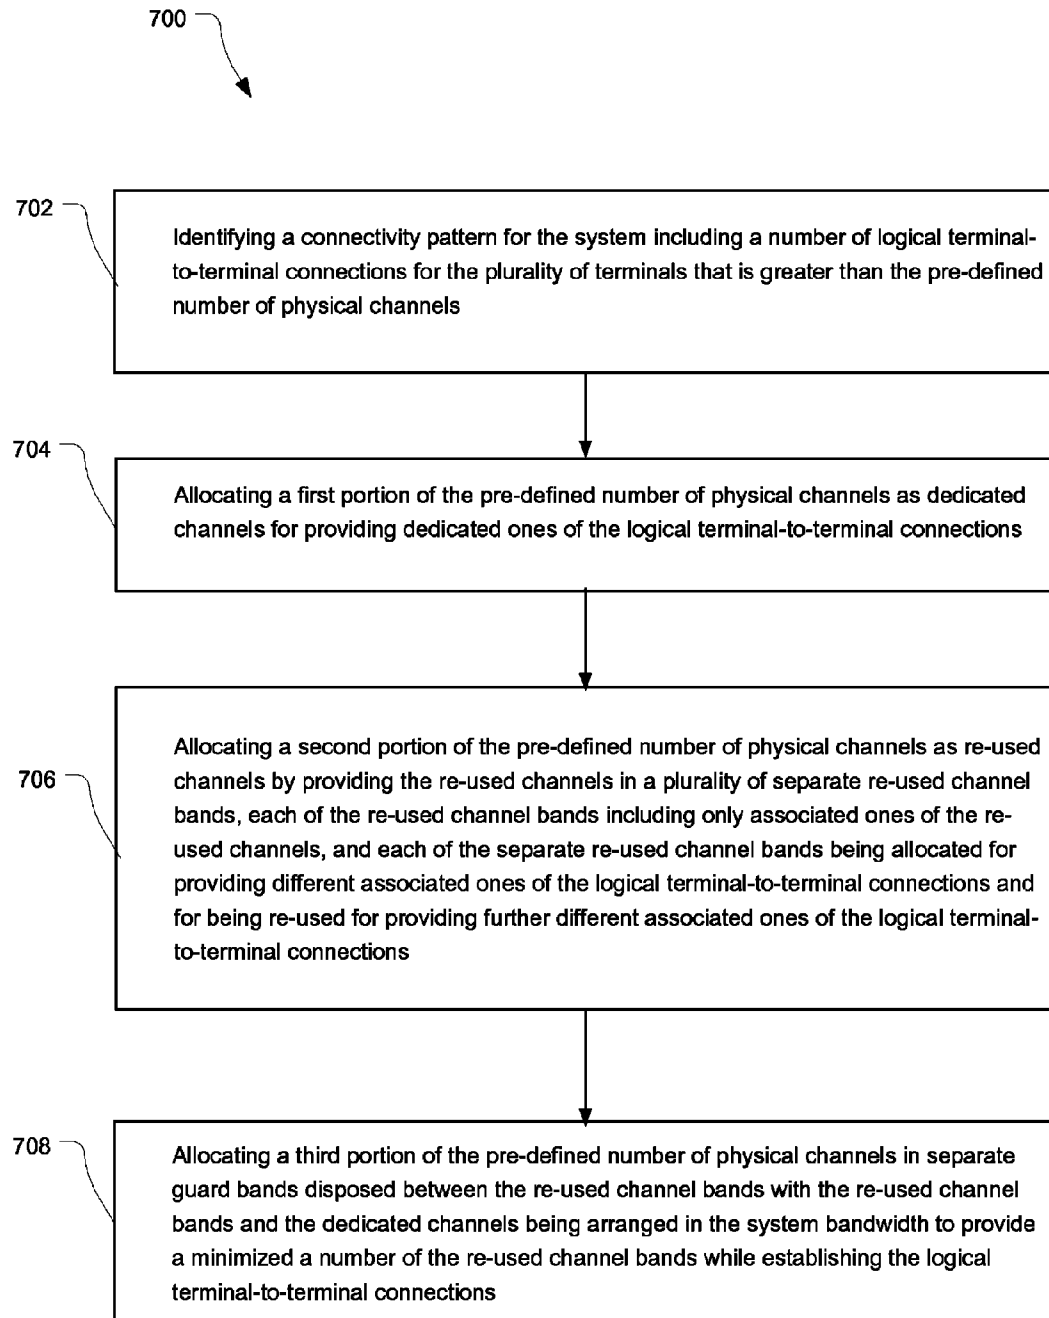 700
702
Identifying a connectivity pattern for the system including a number of logical terminal-
to-terminal connections for the plurality of terminals that is greater than the pre-defined
number of physical channels
704
Allocating a first portion of the pre-defined number of physical channels as dedicated
channels for providing dedicated ones of the logical terminal-to-terminal connections
706
Allocating a second portion of the pre-defined number of physical channels as re-used
channels by providing the re-used channels in a plurality of separate re-used channel
bands, each of the re-used channel bands including only associated ones of the re-
used channels, and each of the separate re-used channel bands being allocated for
providing different associated ones of the logical terminal-to-terminal connections and
for being re-used for providing further different associated ones of the logical terminal-
to-terminal connections
708
Allocating a third portion of the pre-defined number of physical channels in separate
guard bands disposed between the re-used channel bands with the re-used channel
bands and the dedicated channels being arranged in the system bandwidth to provide
a minimized a number of the re-used channel bands while establishing the logical
terminal-to-terminal connections